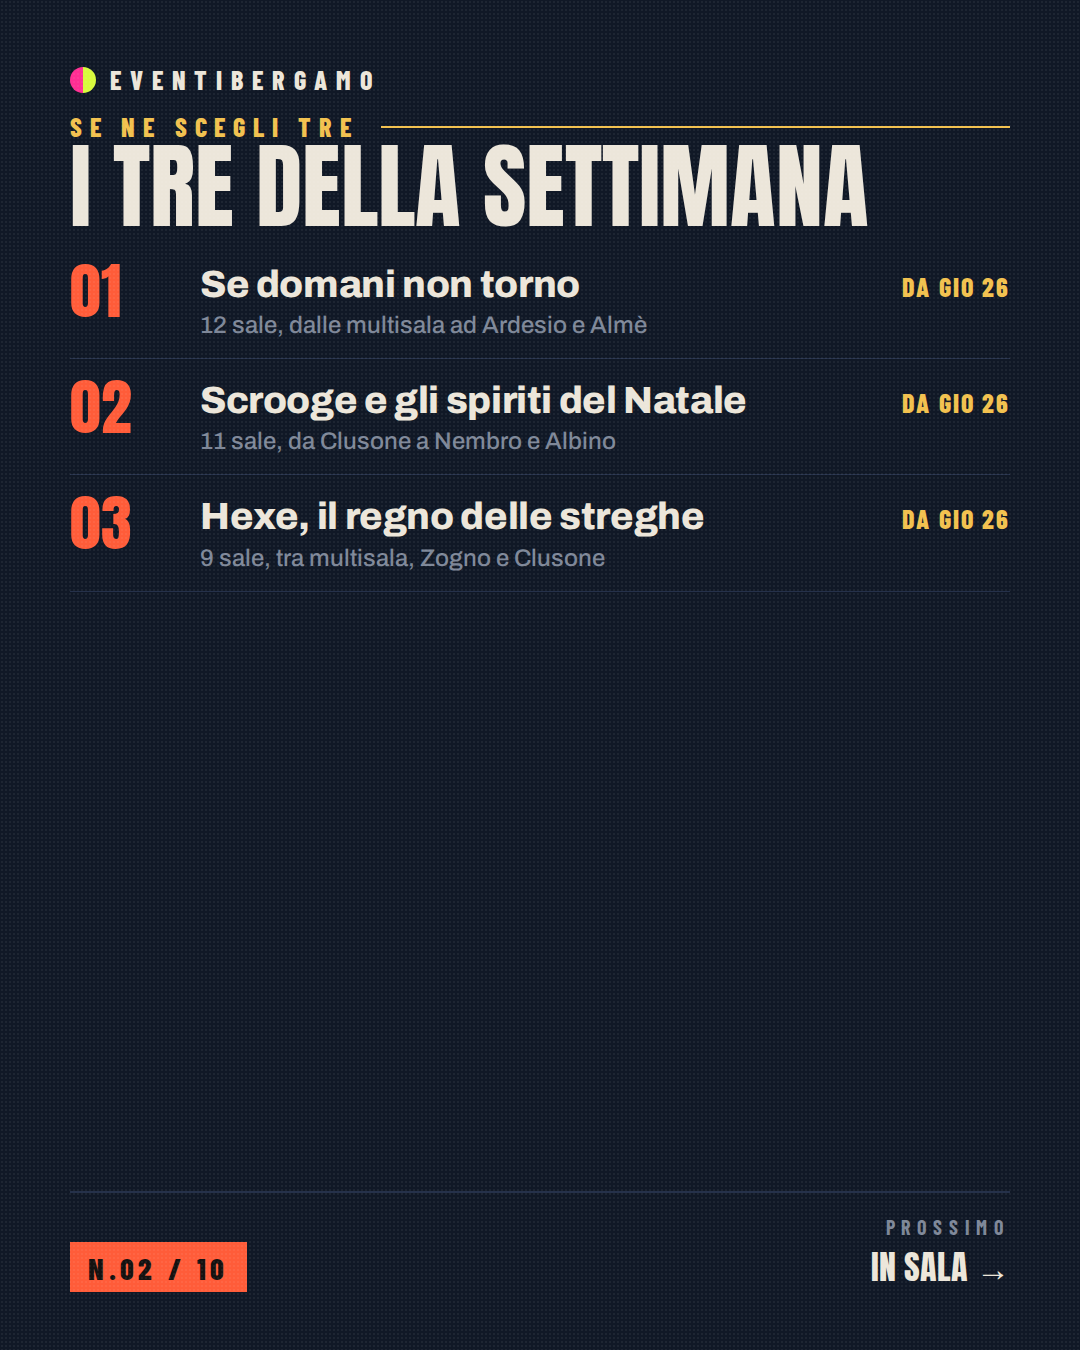 EVENTIBERGAMO
SE NE SCEGLI TRE
I TRE DELLA SETTIMANA
01 Se domani non torno DA GIO 26
12 sale, dalle multisala ad Ardesio e Almè
02 Scrooge e gli spiriti del Natale DA GIO 26
11 sale, da Clusone a Nembro e Albino
03 Hexe, il regno delle streghe DA GIO 26
9 sale, tra multisala, Zogno e Clusone
PROSSIMO
N.02 / 10 IN SALA →